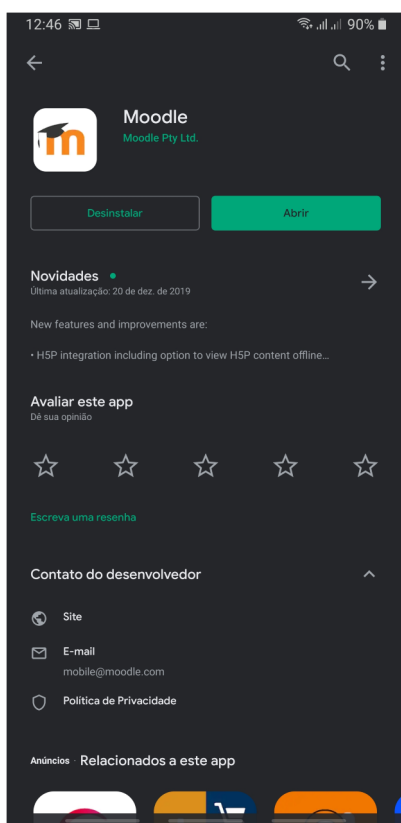 12:46 90%
Moodle
Moodle Pty Ltd.
Desinstalar Abrir
Novidades
Última atualização: 20 de dez. de 2019
New features and improvements are:
• H5P integration including option to view H5P content offline...
Avaliar este app
Dê sua opinião
Escreva uma resenha
Contato do desenvolvedor
Site
E-mail
mobile@moodle.com
Política de Privacidade
Anúncios · Relacionados a este app